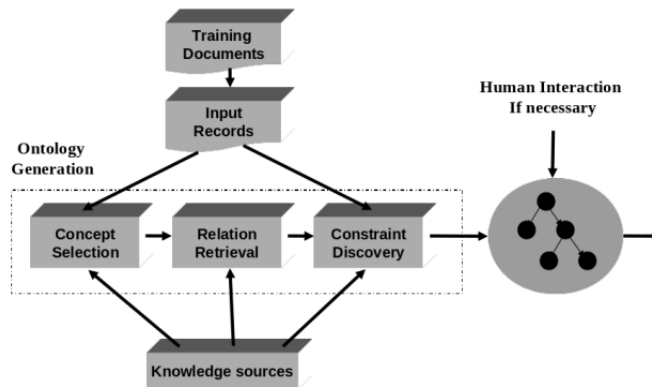 Training
Documents
Input
Records
Human Interaction
If necessary
Ontology
Generation
Concept
Selection
Relation
Retrieval
Constraint
Discovery
Knowledge sources